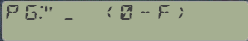 PG:" _ (0-F)